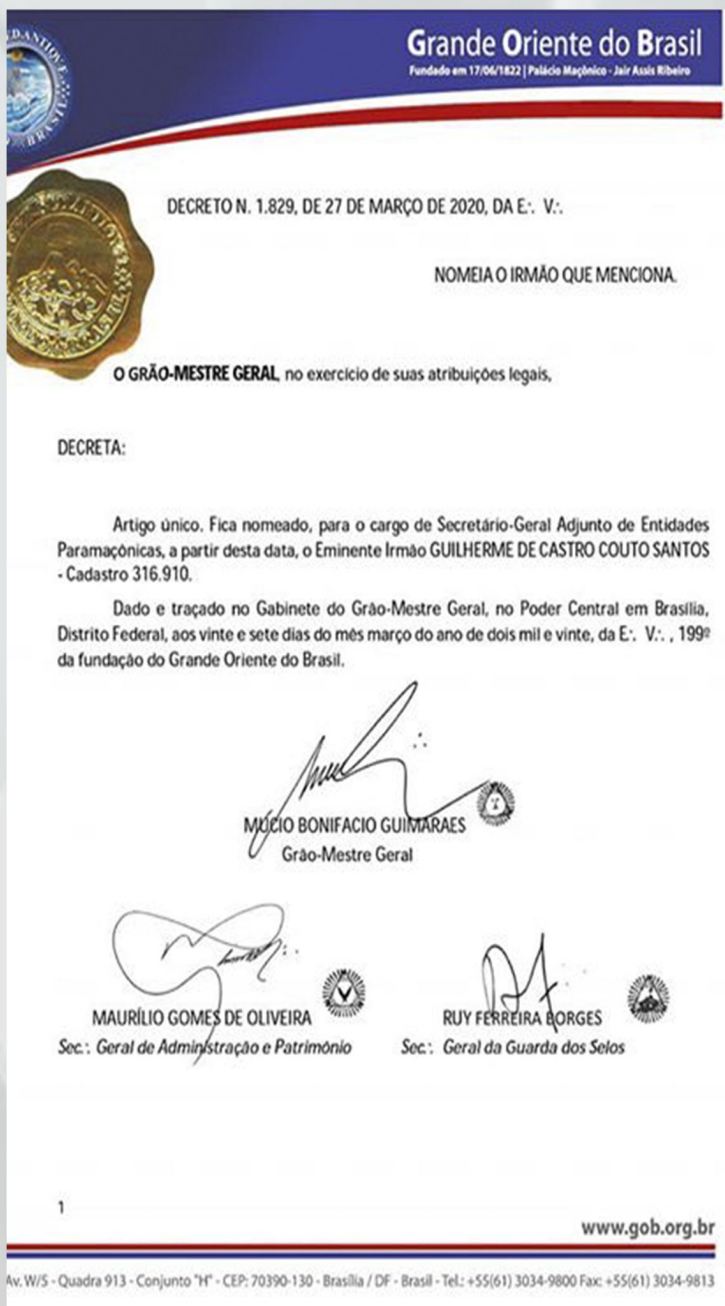 Grande Oriente do Brasil
Fundado em 17/06/1822 | Palácio Maçônico - Jair Assis Ribeiro
DECRETO N. 1.829, DE 27 DE MARÇO DE 2020, DA E∴ V∴
NOMEIA O IRMÃO QUE MENCIONA.
O GRÃO-MESTRE GERAL, no exercício de suas atribuições legais,
DECRETA:
Artigo único. Fica nomeado, para o cargo de Secretário-Geral Adjunto de Entidades
Paramaçônicas, a partir desta data, o Eminente Irmão GUILHERME DE CASTRO COUTO SANTOS
- Cadastro 316.910.
Dado e traçado no Gabinete do Grão-Mestre Geral, no Poder Central em Brasília,
Distrito Federal, aos vinte e sete dias do mês março do ano de dois mil e vinte, da E∴ V∴ , 199º
da fundação do Grande Oriente do Brasil.
MÚCIO BONIFACIO GUIMARAES
Grão-Mestre Geral
MAURÍLIO GOMES DE OLIVEIRA
Sec∴ Geral de Administração e Patrimônio
RUY FERREIRA BORGES
Sec∴ Geral da Guarda dos Selos
1
www.gob.org.br
Av. W/5 - Quadra 913 - Conjunto "H" - CEP: 70390-130 - Brasília / DF - Brasil - Tel.: +55(61) 3034-9800 Fax: +55(61) 3034-9813